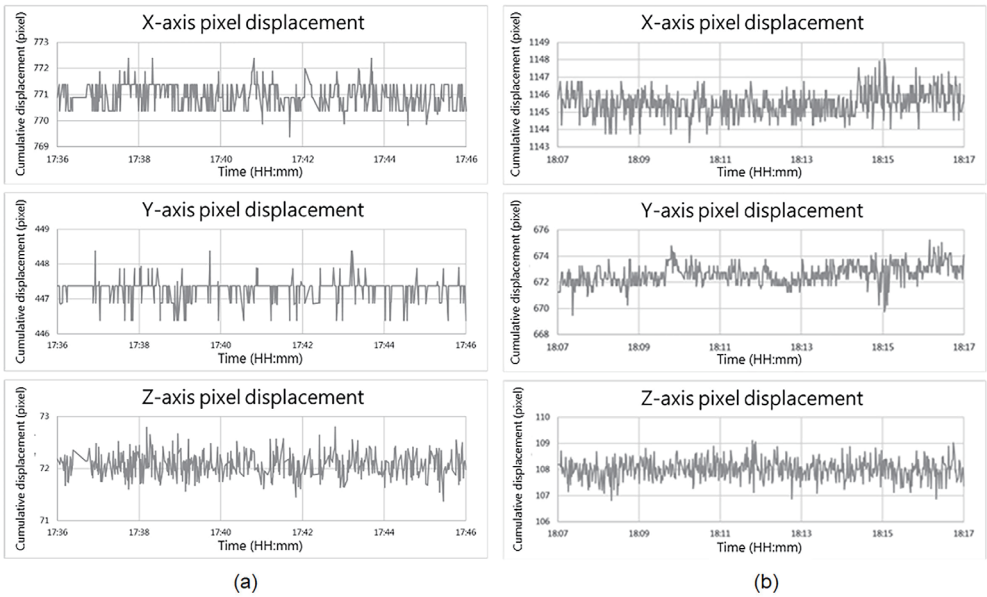 X-axis pixel displacement
Cumulative displacement (pixel)
773
772
771
770
769
17:36 17:38 17:40 17:42 17:44 17:46
Time (HH:mm)
Y-axis pixel displacement
Cumulative displacement (pixel)
449
448
447
446
17:36 17:38 17:40 17:42 17:44 17:46
Time (HH:mm)
Z-axis pixel displacement
Cumulative displacement (pixel)
73
72
71
17:36 17:38 17:40 17:42 17:44 17:46
Time (HH:mm)
(a)
X-axis pixel displacement
Cumulative displacement (pixel)
1149
1148
1147
1146
1145
1144
1143
18:07 18:09 18:11 18:13 18:15 18:17
Time (HH:mm)
Y-axis pixel displacement
Cumulative displacement (pixel)
676
674
672
670
668
18:07 18:09 18:11 18:13 18:15 18:17
Time (HH:mm)
Z-axis pixel displacement
Cumulative displacement (pixel)
110
109
108
107
106
18:07 18:09 18:11 18:13 18:15 18:17
Time (HH:mm)
(b)